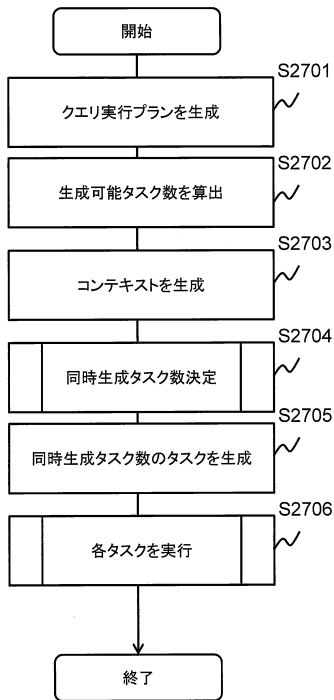 開始
S2701
クエリ実行プランを生成
S2702
生成可能タスク数を算出
S2703
コンテキストを生成
S2704
同時生成タスク数決定
S2705
同時生成タスク数のタスクを生成
S2706
各タスクを実行
終了